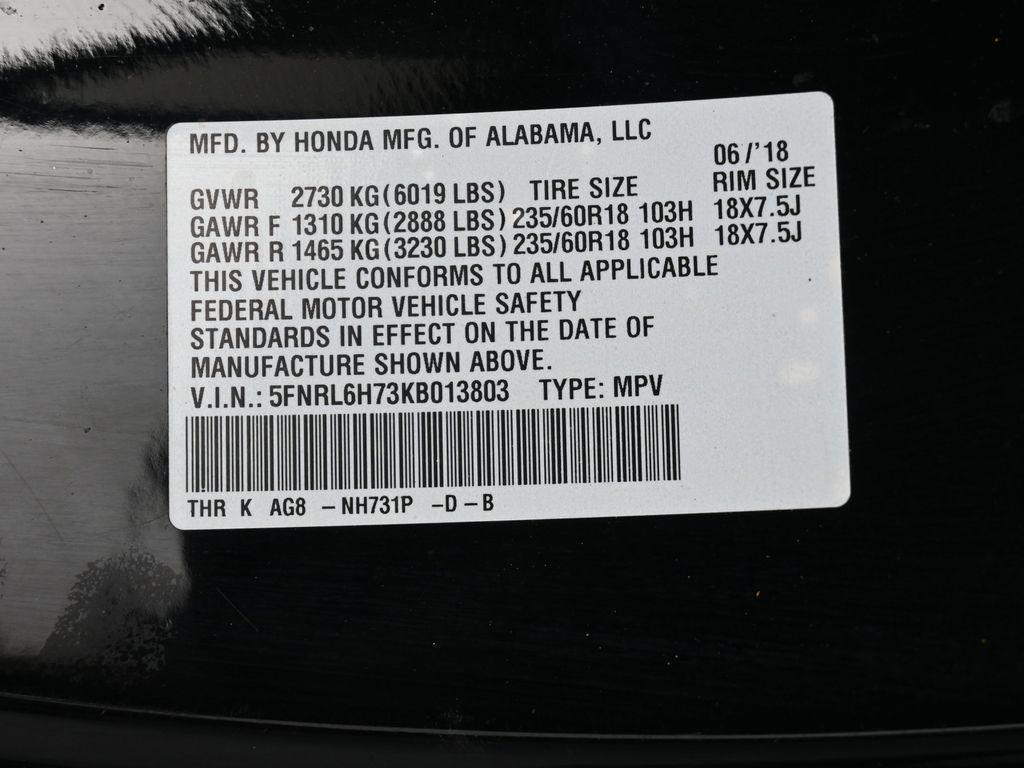 MFD. BY HONDA MFG. OF ALABAMA, LLC
06 /'18
GVWR 2730 KG (6019 LBS) TIRE SIZE RIM SIZE
GAWR F 1310 KG (2888 LBS) 235/60R18 103H 18X7.5J
GAWR R 1465 KG (3230 LBS) 235/60R18 103H 18X7.5J
THIS VEHICLE CONFORMS TO ALL APPLICABLE
FEDERAL MOTOR VEHICLE SAFETY
STANDARDS IN EFFECT ON THE DATE OF
MANUFACTURE SHOWN ABOVE.
V.I.N.: 5FNRL6H73KB013803 TYPE: MPV
THR K AG8 – NH731P –D – B